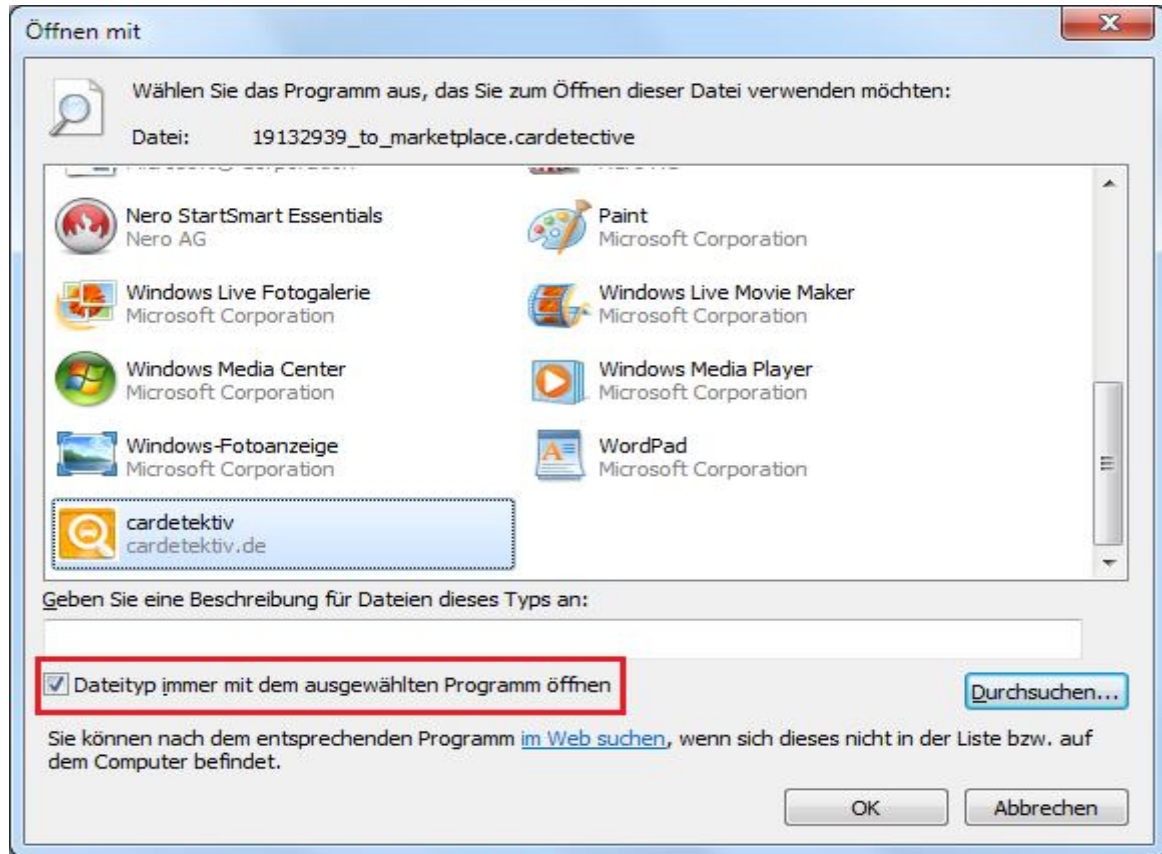 Öffnen mit
Wählen Sie das Programm aus, das Sie zum Öffnen dieser Datei verwenden möchten:
Datei: 19132939_to_marketplace.cardetective
Nero StartSmart Essentials
Nero AG
Paint
Microsoft Corporation
Windows Live Fotogalerie
Microsoft Corporation
Windows Live Movie Maker
Microsoft Corporation
Windows Media Center
Microsoft Corporation
Windows Media Player
Microsoft Corporation
Windows-Fotoanzeige
Microsoft Corporation
WordPad
Microsoft Corporation
cardetektiv
cardetektiv.de
Geben Sie eine Beschreibung für Dateien dieses Typs an:
Dateityp immer mit dem ausgewählten Programm öffnen
Durchsuchen...
Sie können nach dem entsprechenden Programm im Web suchen, wenn sich dieses nicht in der Liste bzw. auf
dem Computer befindet.
OK Abbrechen